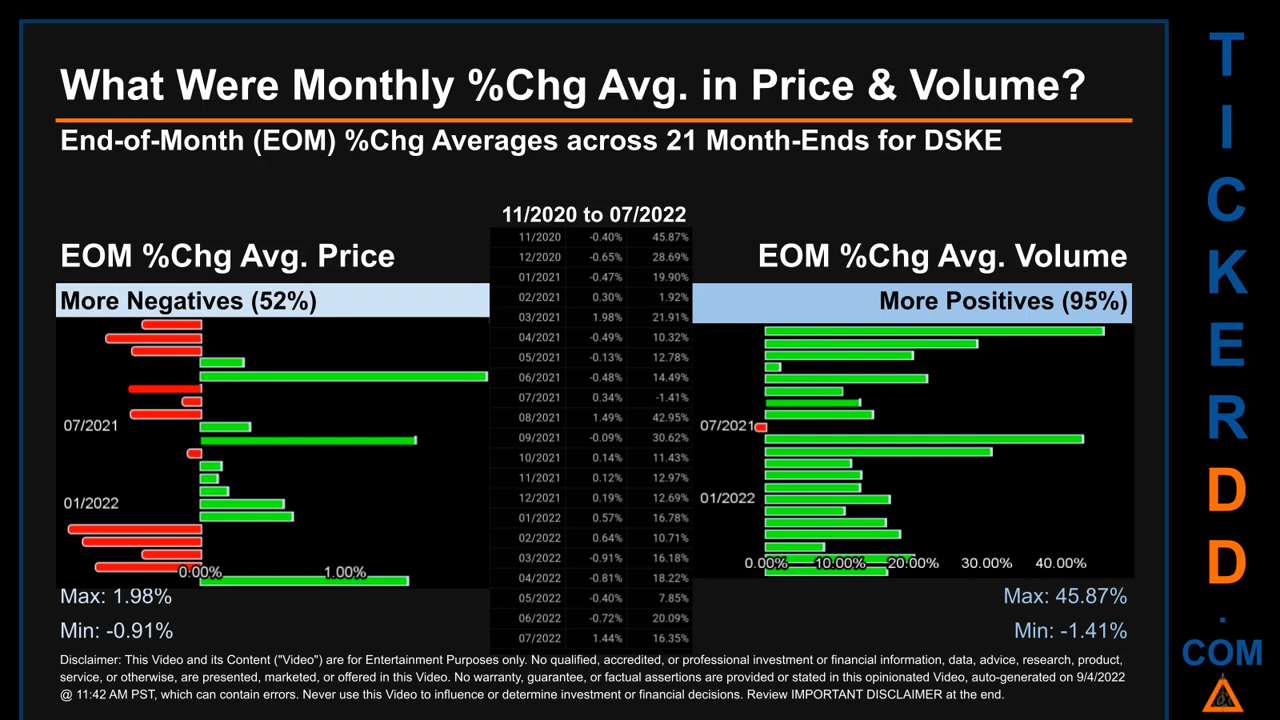 What Were Monthly %Chg Avg. in Price & Volume?
End-of-Month (EOM) %Chg Averages across 21 Month-Ends for DSKE
11/2020 to 07/2022
EOM %Chg Avg. Price
More Negatives (52%)
07/2021
01/2022
0.00% 1.00%
Max: 1.98%
Min: -0.91%
11/2020 -0.40% 45.87%
12/2020 -0.65% 28.69%
01/2021 -0.47% 19.90%
02/2021 0.30% 1.92%
03/2021 1.98% 21.91%
04/2021 -0.49% 10.32%
05/2021 -0.13% 12.78%
06/2021 -0.48% 14.49%
07/2021 0.34% -1.41%
08/2021 1.49% 42.95%
09/2021 -0.09% 30.62%
10/2021 0.14% 11.43%
11/2021 0.12% 12.97%
12/2021 0.19% 12.69%
01/2022 0.57% 16.78%
02/2022 0.64% 10.71%
03/2022 -0.91% 16.18%
04/2022 -0.81% 18.22%
05/2022 -0.40% 7.85%
06/2022 -0.72% 20.09%
07/2022 1.44% 16.35%
EOM %Chg Avg. Volume
More Positives (95%)
07/2021
01/2022
0.00% 10.00% 20.00% 30.00% 40.00%
Max: 45.87%
Min: -1.41%
Disclaimer: This Video and its Content ("Video") are for Entertainment Purposes only. No qualified, accredited, or professional investment or financial information, data, advice, research, product,
service, or otherwise, are presented, marketed, or offered in this Video. No warranty, guarantee, or factual assertions are provided or stated in this opinionated Video, auto-generated on 9/4/2022
@ 11:42 AM PST, which can contain errors. Never use this Video to influence or determine investment or financial decisions. Review IMPORTANT DISCLAIMER at the end.
T
I
C
K
E
R
D
D
.
COM